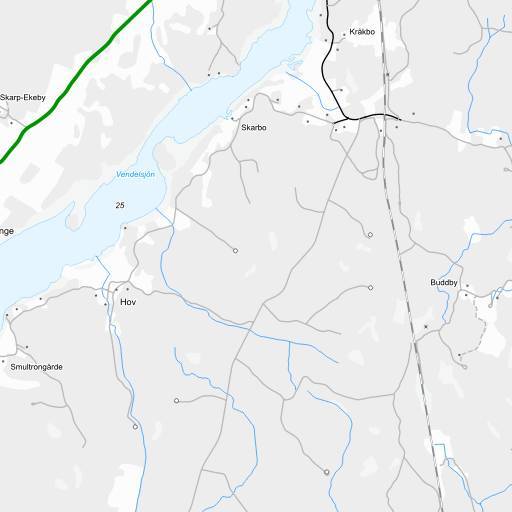 Kråkbo
Skarp-Ekeby
Skarbo
Vendelsjön
25
nge
Buddby
Hov
Smultrongärde